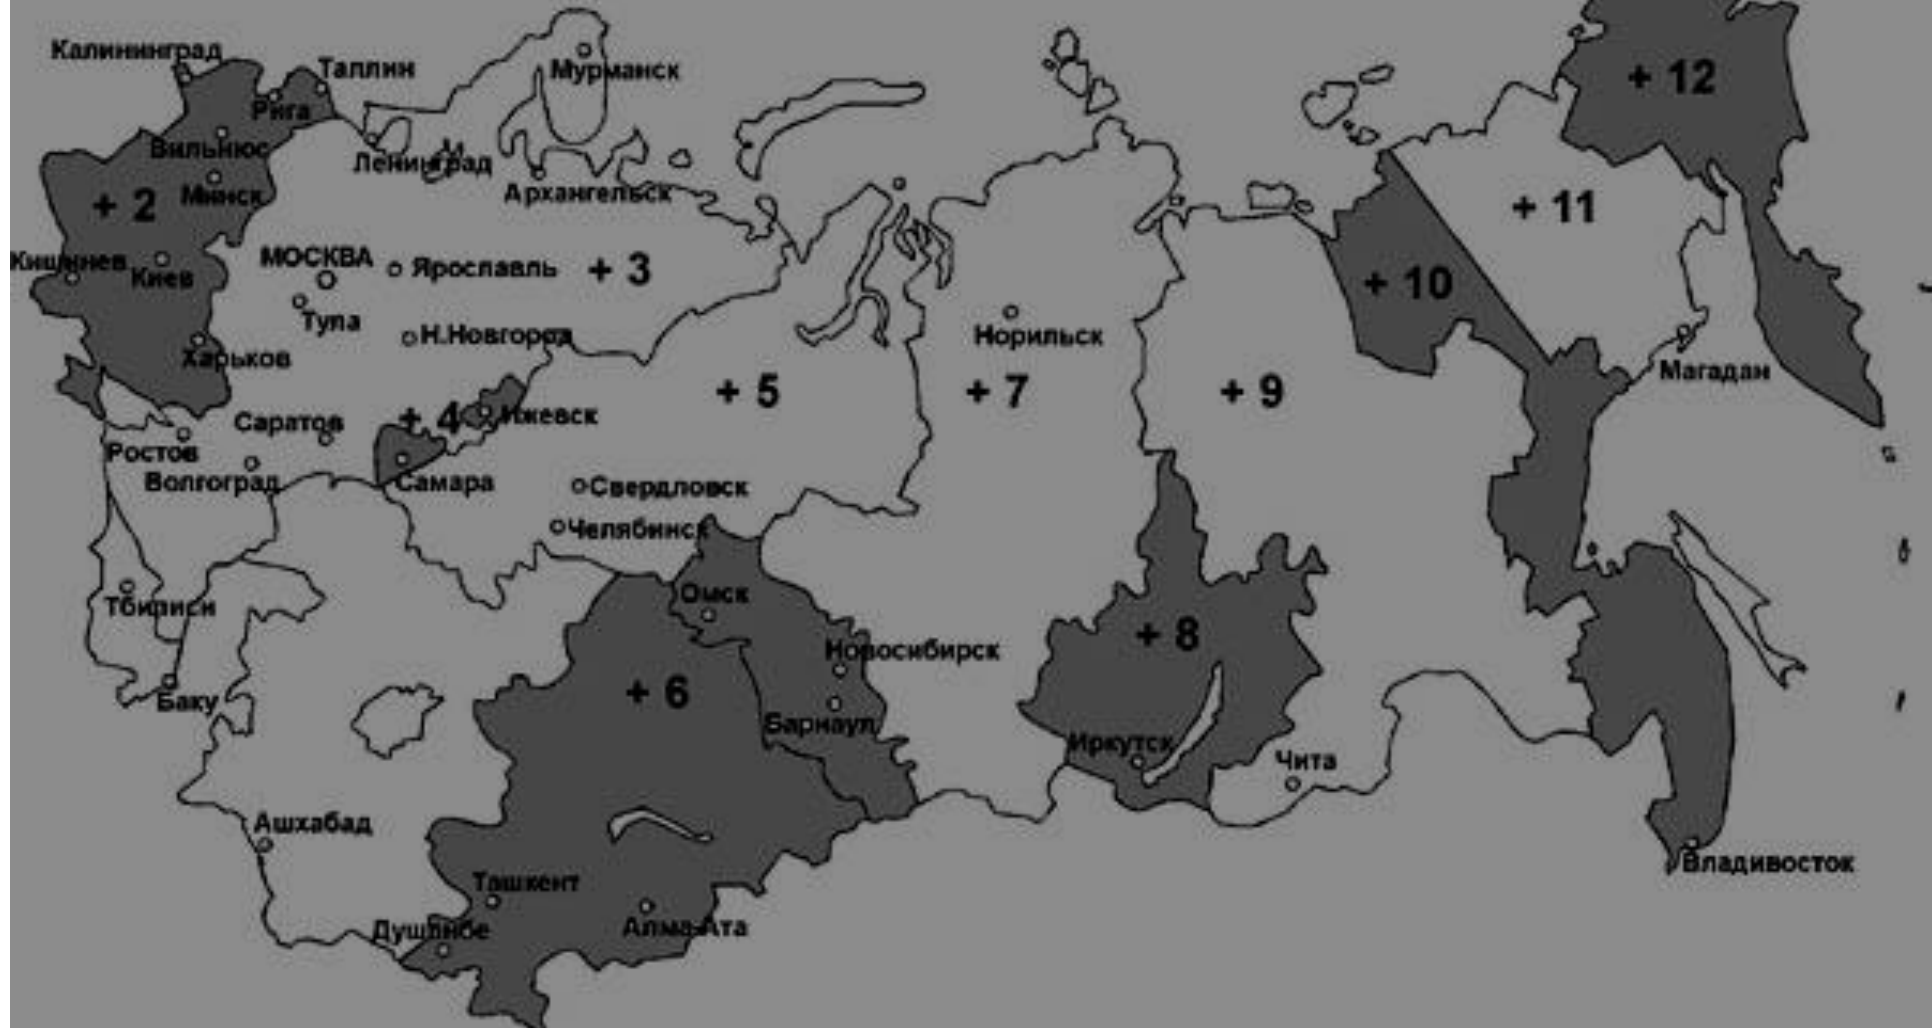 Калининград
Таллин
Мурманск
+ 12
Рига
Вильнюс
Ленинград
Архангельск
+ 2
Минск
+ 11
Кишинев
Киев
МОСКВА
Ярославль
+ 3
+ 10
Тула
Н.Новгород
Норильск
Харьков
Магадан
+ 5
+ 7
+ 9
+ 4
Ижевск
Саратов
Ростов
Волгоград
Самара
Свердловск
Челябинск
Омск
Тбилиси
+ 8
Новосибирск
+ 6
Баку
Барнаул
Иркутск
Чита
Ашхабад
Владивосток
Ташкент
Душанбе
Алма-Ата